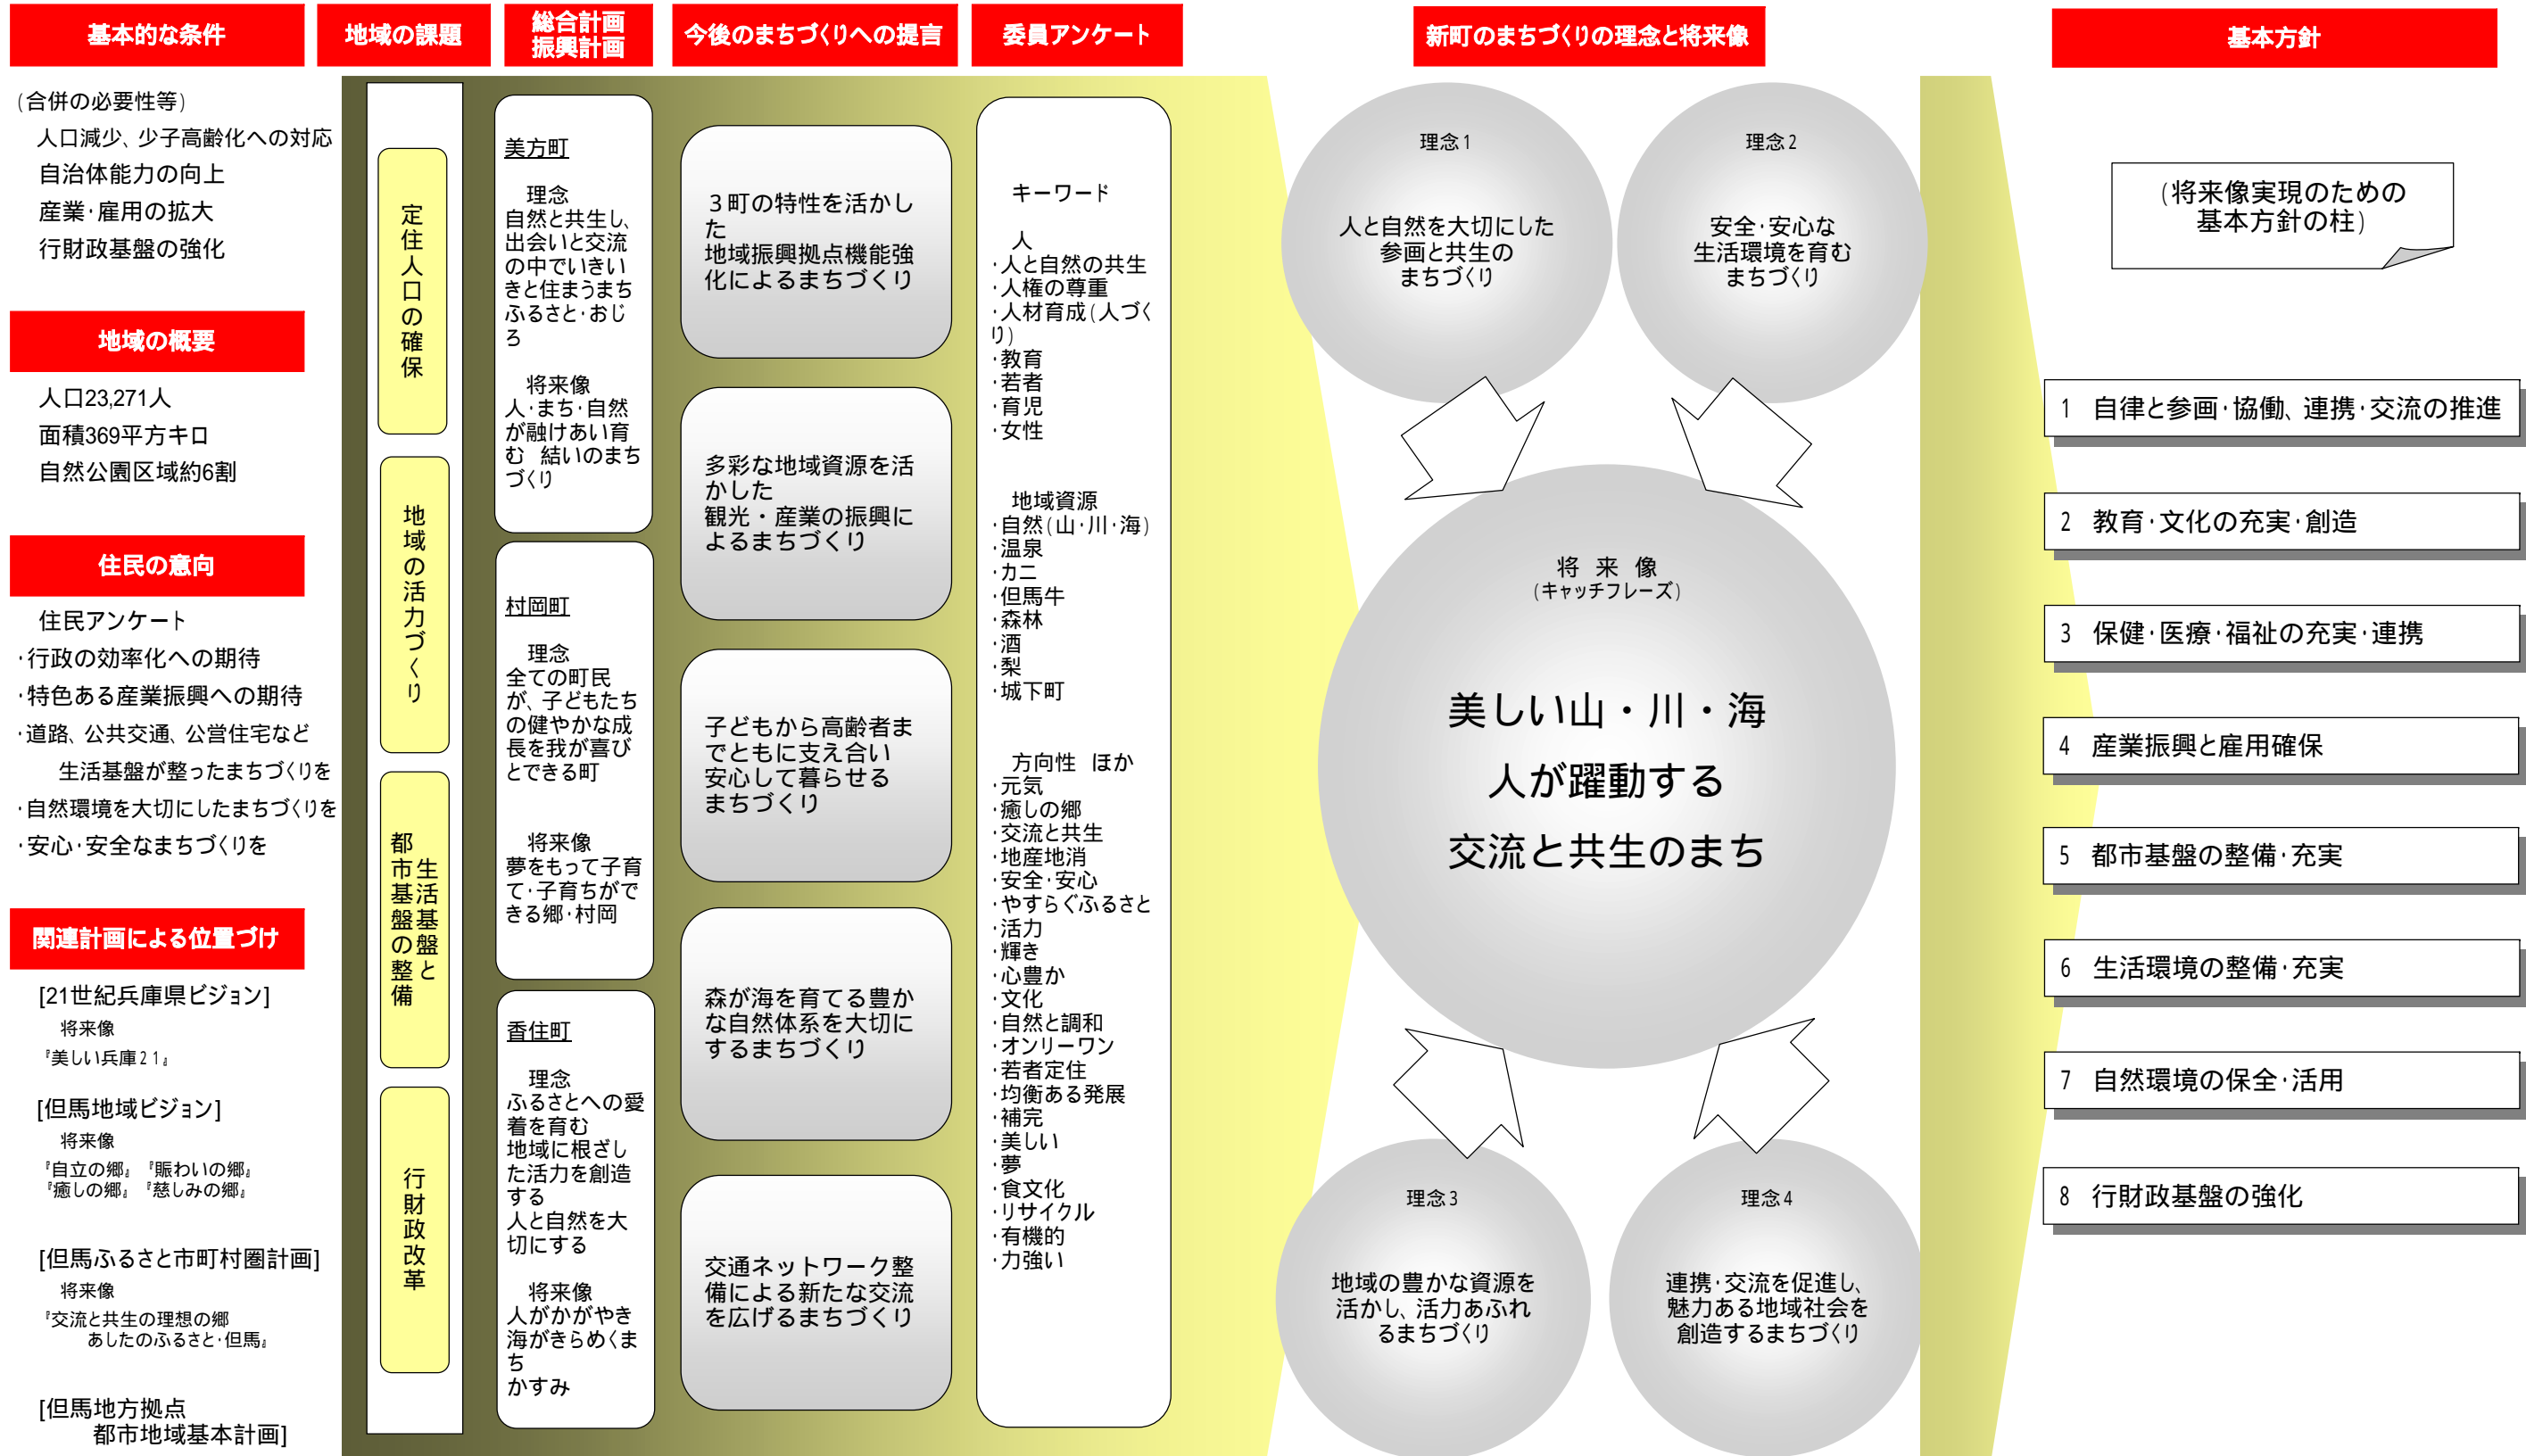 基本的な条件
(合併の必要性等)
人口減少、少子高齢化への対応
自治体能力の向上
産業・雇用の拡大
行財政基盤の強化
地域の概要
人口23,271人
面積369平方キロ
自然公園区域約6割
住民の意向
住民アンケート
・行政の効率化への期待
・特色ある産業振興への期待
・道路、公共交通、公営住宅など
生活基盤が整ったまちづくりを
・自然環境を大切にしたまちづくりを
・安心・安全なまちづくりを
関連計画による位置づけ
[21世紀兵庫県ビジョン]
将来像
『美しい兵庫21』
[但馬地域ビジョン]
将来像
『自立の郷』『賑わいの郷』
『癒しの郷』『慈しみの郷』
[但馬ふるさと市町村圏計画]
将来像
『交流と共生の理想の郷
あしたのふるさと・但馬』
[但馬地方拠点
都市地域基本計画]
地域の課題
定住人口の確保
地域の活力づくり
生活基盤と
都市基盤の整備
行財政改革
総合計画
振興計画
美方町
理念
自然と共生し、
出会いと交流
の中でいきい
きと住まうまち
ふるさと・おじ
ろ
将来像
人・まち・自然
が融けあい育
む 結いのまち
づくり
村岡町
理念
全ての町民
が、子どもたち
の健やかな成
長を我が喜び
とできる町
将来像
夢をもって子育
て・子育ちがで
きる郷・村岡
香住町
理念
ふるさとへの愛
着を育む
地域に根ざし
た活力を創造
する
人と自然を大
切にする
将来像
人がかがやき
海がきらめくま
ち
かすみ
今後のまちづくりへの提言
3町の特性を活かし
た
地域振興拠点機能強
化によるまちづくり
多彩な地域資源を活
かした
観光・産業の振興に
よるまちづくり
子どもから高齢者ま
でともに支え合い
安心して暮らせる
まちづくり
森が海を育てる豊か
な自然体系を大切に
するまちづくり
交通ネットワーク整
備による新たな交流
を広げるまちづくり
委員アンケート
キーワード
人
・人と自然の共生
・人権の尊重
・人材育成(人づく
り)
・教育
・若者
・育児
・女性
地域資源
・自然(山・川・海)
・温泉
・カニ
・但馬牛
・森林
・酒
・梨
・城下町
方向性 ほか
・元気
・癒しの郷
・交流と共生
・地産地消
・安全・安心
・やすらぐふるさと
・活力
・輝き
・心豊か
・文化
・自然と調和
・オンリーワン
・若者定住
・均衡ある発展
・補完
・美しい
・夢
・食文化
・リサイクル
・有機的
・力強い
新町のまちづくりの理念と将来像
理念1
人と自然を大切にした
参画と共生の
まちづくり
理念2
安全・安心な
生活環境を育む
まちづくり
将 来 像
(キャッチフレーズ)
美しい山・川・海
人が躍動する
交流と共生のまち
理念3
地域の豊かな資源を
活かし、活力あふれ
るまちづくり
理念4
連携・交流を促進し、
魅力ある地域社会を
創造するまちづくり
基本方針
(将来像実現のための
基本方針の柱)
1 自律と参画・協働、連携・交流の推進
2 教育・文化の充実・創造
3 保健・医療・福祉の充実・連携
4 産業振興と雇用確保
5 都市基盤の整備・充実
6 生活環境の整備・充実
7 自然環境の保全・活用
8 行財政基盤の強化